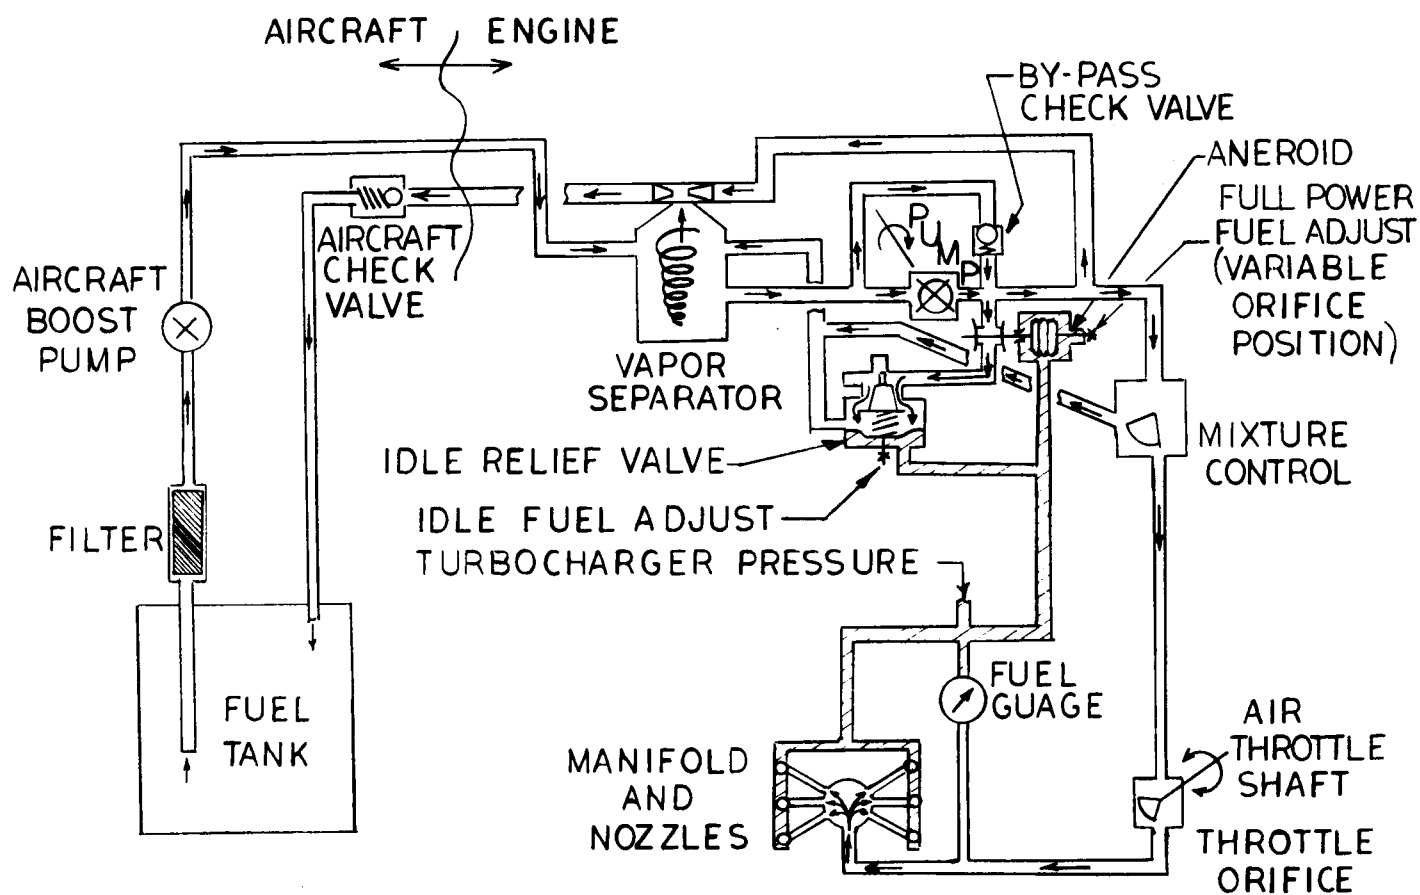 AIRCRAFT ENGINE
BY-PASS
CHECK VALVE
ANEROID
FULL POWER
FUEL ADJUST
(VARIABLE
ORIFICE
POSITION)
AIRCRAFT
CHECK
VALVE
PUMP
AIRCRAFT
BOOST
PUMP
VAPOR
SEPARATOR
MIXTURE
CONTROL
IDLE RELIEF VALVE
IDLE FUEL ADJUST
TURBOCHARGER PRESSURE
FILTER
FUEL
TANK
FUEL
GUAGE
MANIFOLD
AND
NOZZLES
AIR
THROTTLE
SHAFT
THROTTLE
ORIFICE